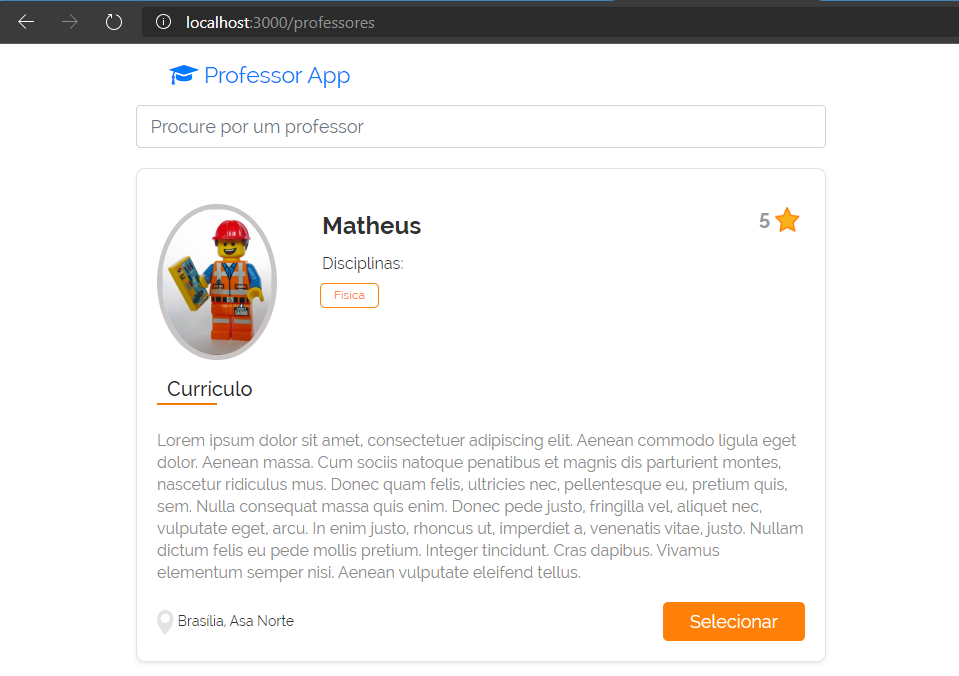 localhost:3000/professores
Professor App
Procure por um professor
Matheus
5
Disciplinas:
Física
Currículo
Lorem ipsum dolor sit amet, consectetuer adipiscing elit. Aenean commodo ligula eget
dolor. Aenean massa. Cum sociis natoque penatibus et magnis dis parturient montes,
nascetur ridiculus mus. Donec quam felis, ultricies nec, pellentesque eu, pretium quis,
sem. Nulla consequat massa quis enim. Donec pede justo, fringilla vel, aliquet nec,
vulputate eget, arcu. In enim justo, rhoncus ut, imperdiet a, venenatis vitae, justo. Nullam
dictum felis eu pede mollis pretium. Integer tincidunt. Cras dapibus. Vivamus
elementum semper nisi. Aenean vulputate eleifend tellus.
Brasília, Asa Norte
Selecionar